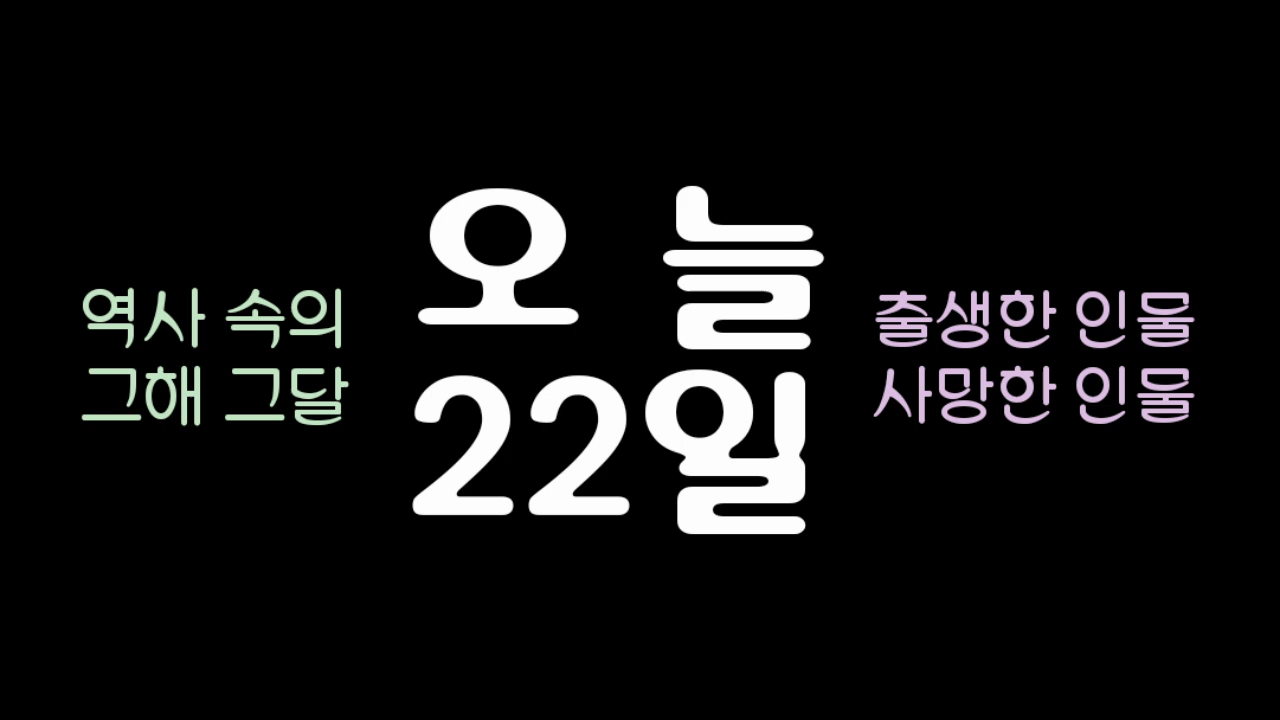 역사 속의
그해 그달
오 늘
22일
출생한 인물
사망한 인물